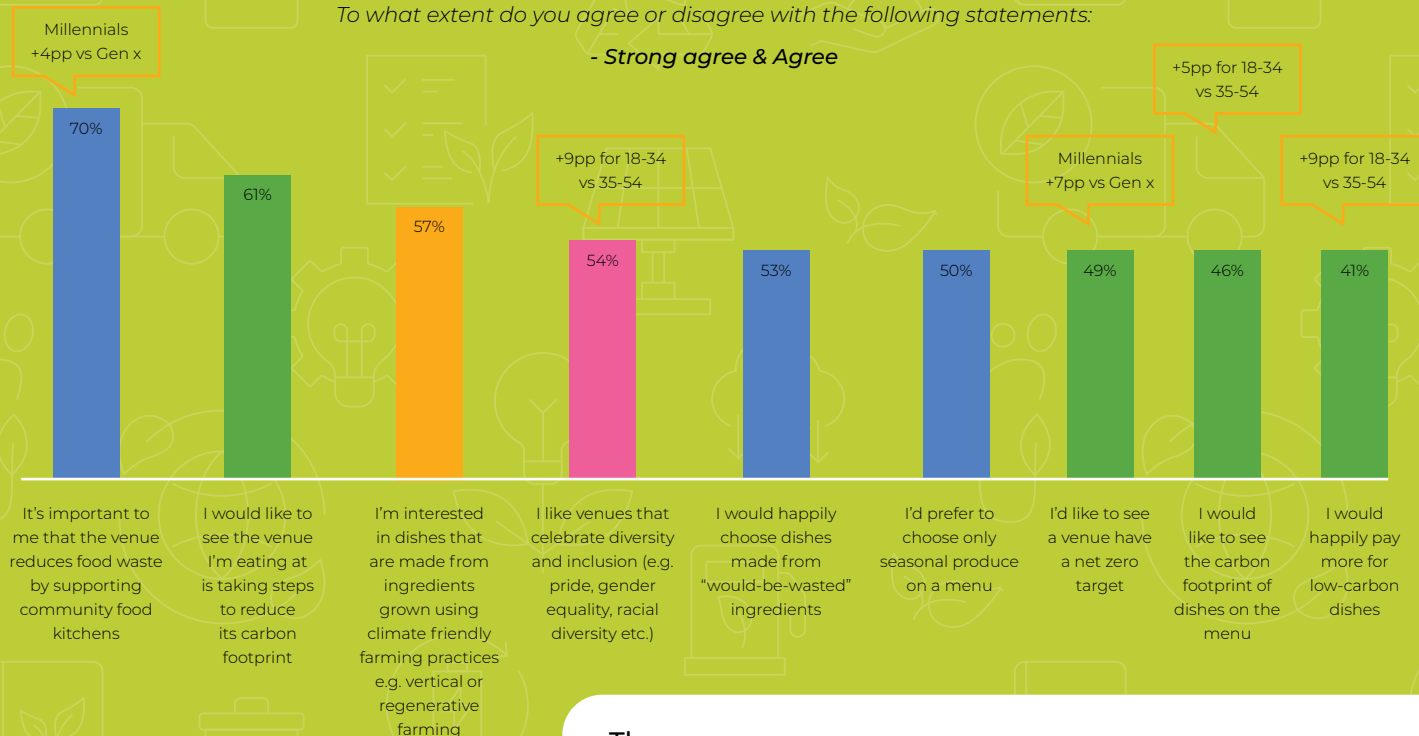 To what extent do you agree or disagree with the following statements:
- Strong agree & Agree
Millennials
+4pp vs Gen x
+9pp for 18-34
vs 35-54
Millennials
+7pp vs Gen x
+5pp for 18-34
vs 35-54
+9pp for 18-34
vs 35-54
70%
61%
57%
54%
53%
50%
49%
46%
41%
It’s important to
me that the venue
reduces food waste
by supporting
community food
kitchens
I would like to
see the venue
I’m eating at
is taking steps
to reduce
its carbon
footprint
I’m interested
in dishes that
are made from
ingredients
grown using
climate friendly
farming practices
e.g. vertical or
regenerative
farming
I like venues that
celebrate diversity
and inclusion (e.g.
pride, gender
equality, racial
diversity etc.)
I would happily
choose dishes
made from
“would-be-wasted”
ingredients
I’d prefer to
choose only
seasonal produce
on a menu
I’d like to see
a venue have
a net zero
target
I would
like to see
the carbon
footprint of
dishes on the
menu
I would
happily pay
more for
low-carbon
dishes